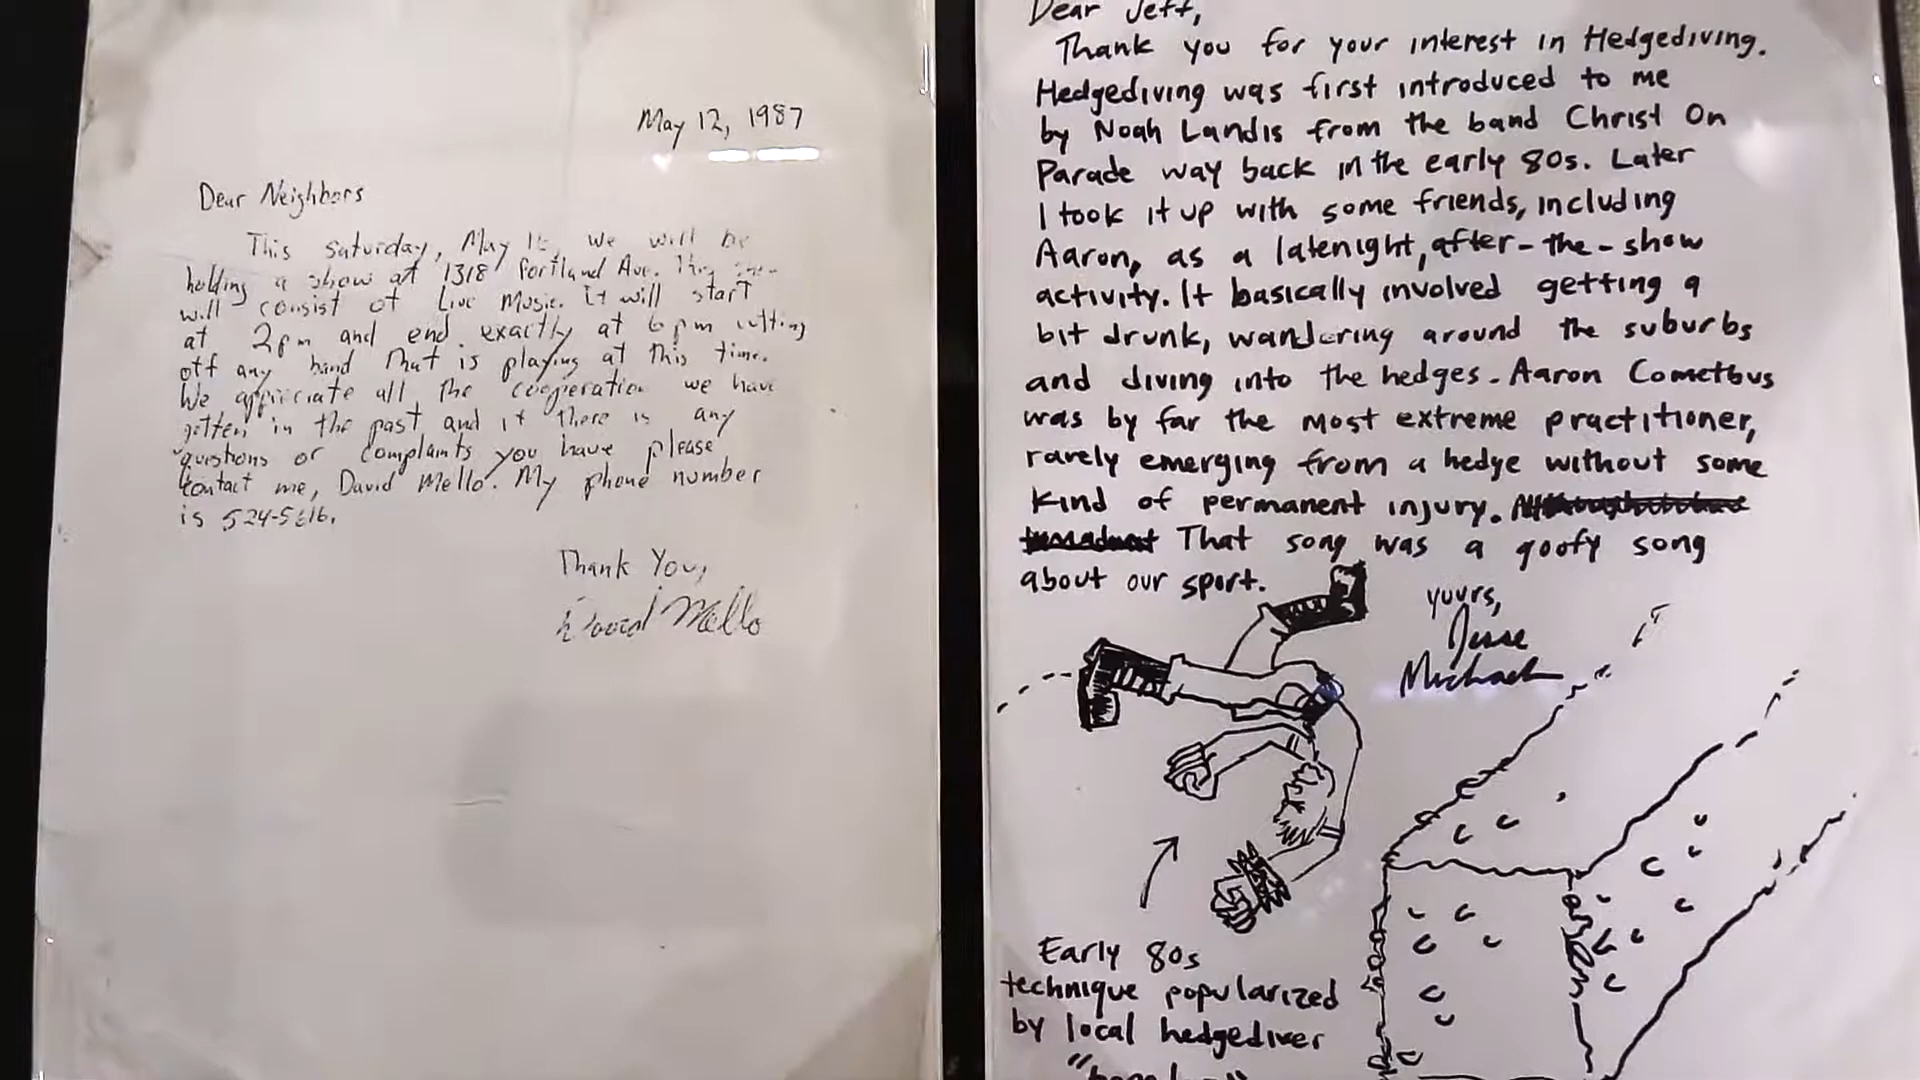 May 12, 1987
Dear Neighbors
This saturday, May we will be
holding a show at 1318 Portland Ave.
will consist of Live Music. it will start
at 2pm and end exactly at 6pm cutting
off any band that is playing at this time.
We appriciate all the cooperation we have
gotten in the past and if there is any
questions or complaints you have please
contact me, David Mello. My phone number
is
Thank You,
David Mello
Dear Jeff,
Thank you for your interest in Hedgediving.
Hedgediving was first introduced to me
by Noah Landis from the band Christ On
Parade way back in the early 80s. Later
I took it up with some friends, including
Aaron, as a latenight, after-the-show
activity. It basically involved getting a
bit drunk, wandering around the suburbs
and diving into the hedges. Aaron Cometbus
was by far the most extreme practitioner,
rarely emerging from a hedge without some
kind of permanent injury.
That song was a goofy song
about our sport.
yours,
Jesse
Michaels
Early 80s
technique popularized
by local hedgediver